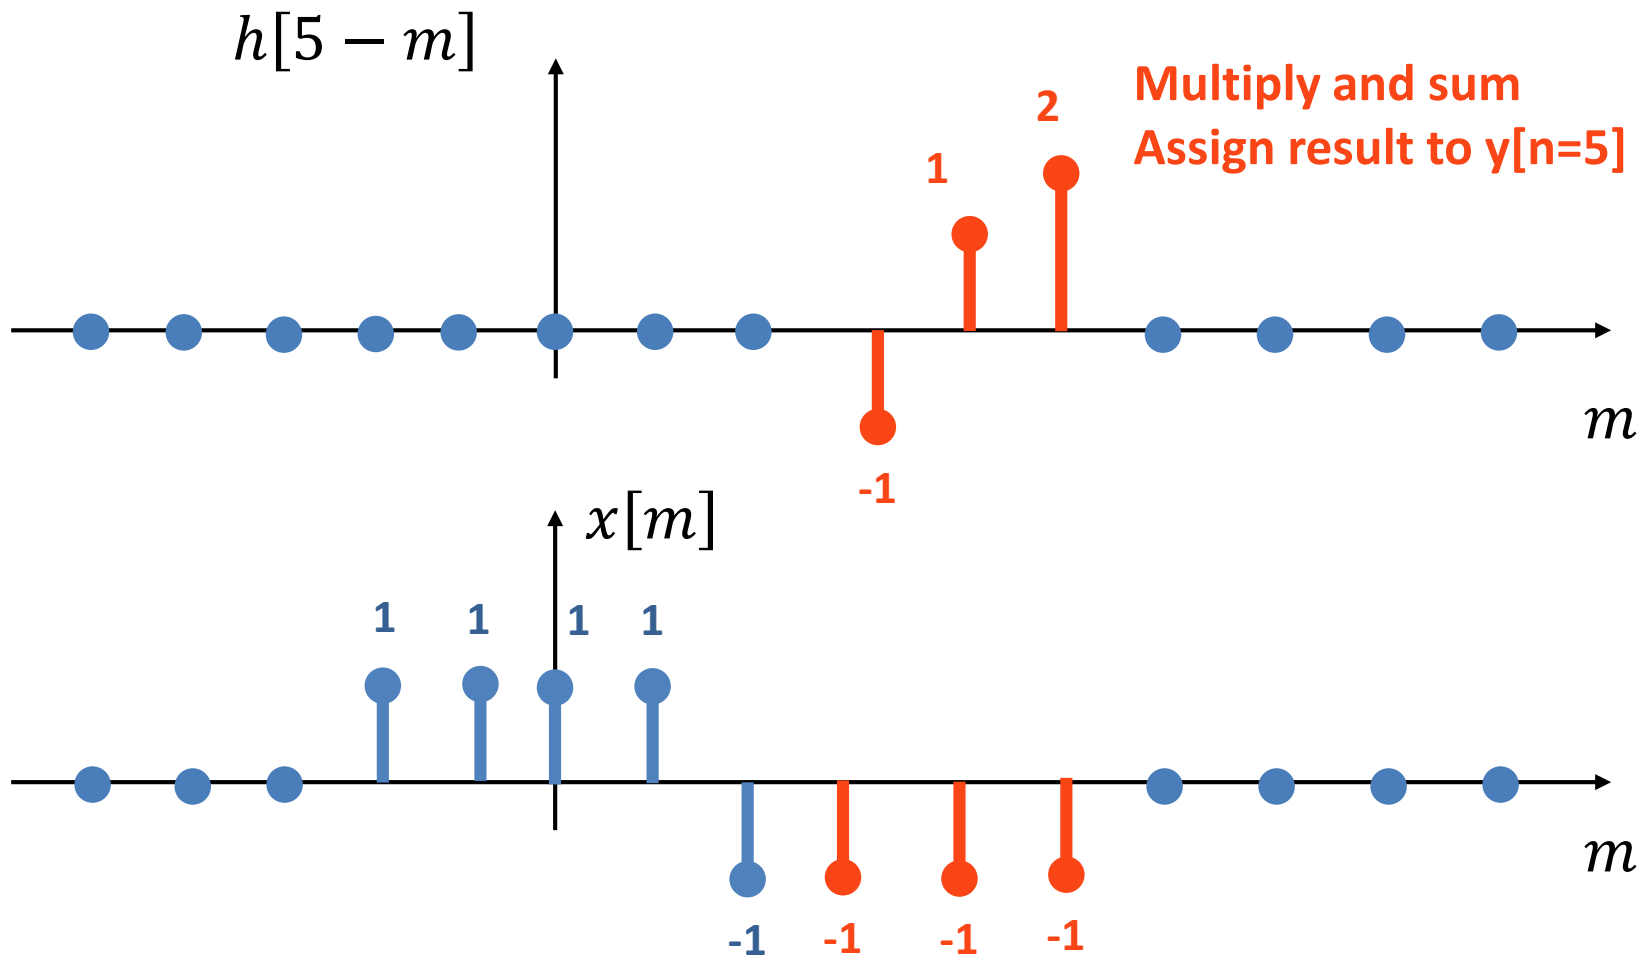 h[5 − m]
Multiply and sum
Assign result to y[n=5]
2
1
-1
m
x[m]
1 1 1 1
-1 -1 -1 -1
m